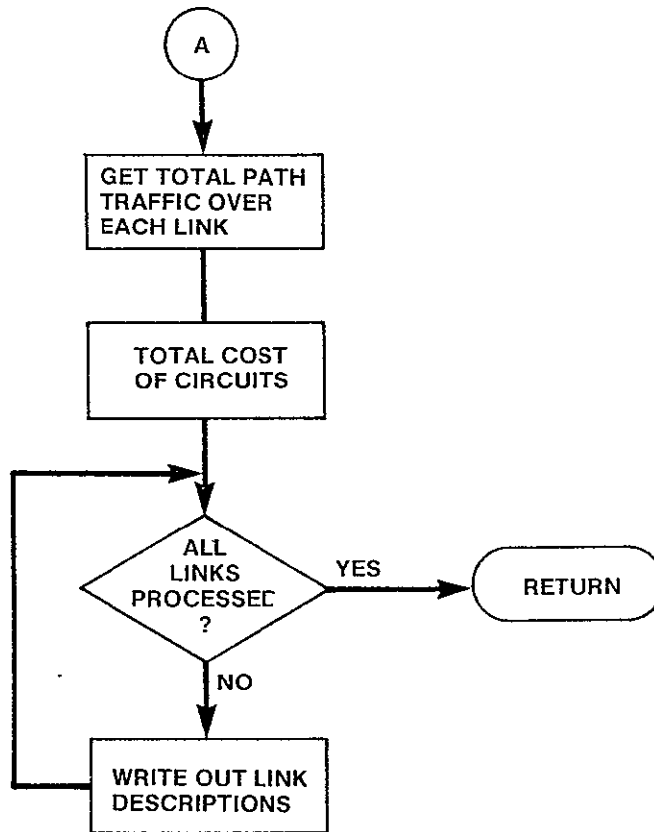 A
GET TOTAL PATH
TRAFFIC OVER
EACH LINK
TOTAL COST
OF CIRCUITS
ALL
LINKS
PROCESSED
?
YES
RETURN
NO
WRITE OUT LINK
DESCRIPTIONS